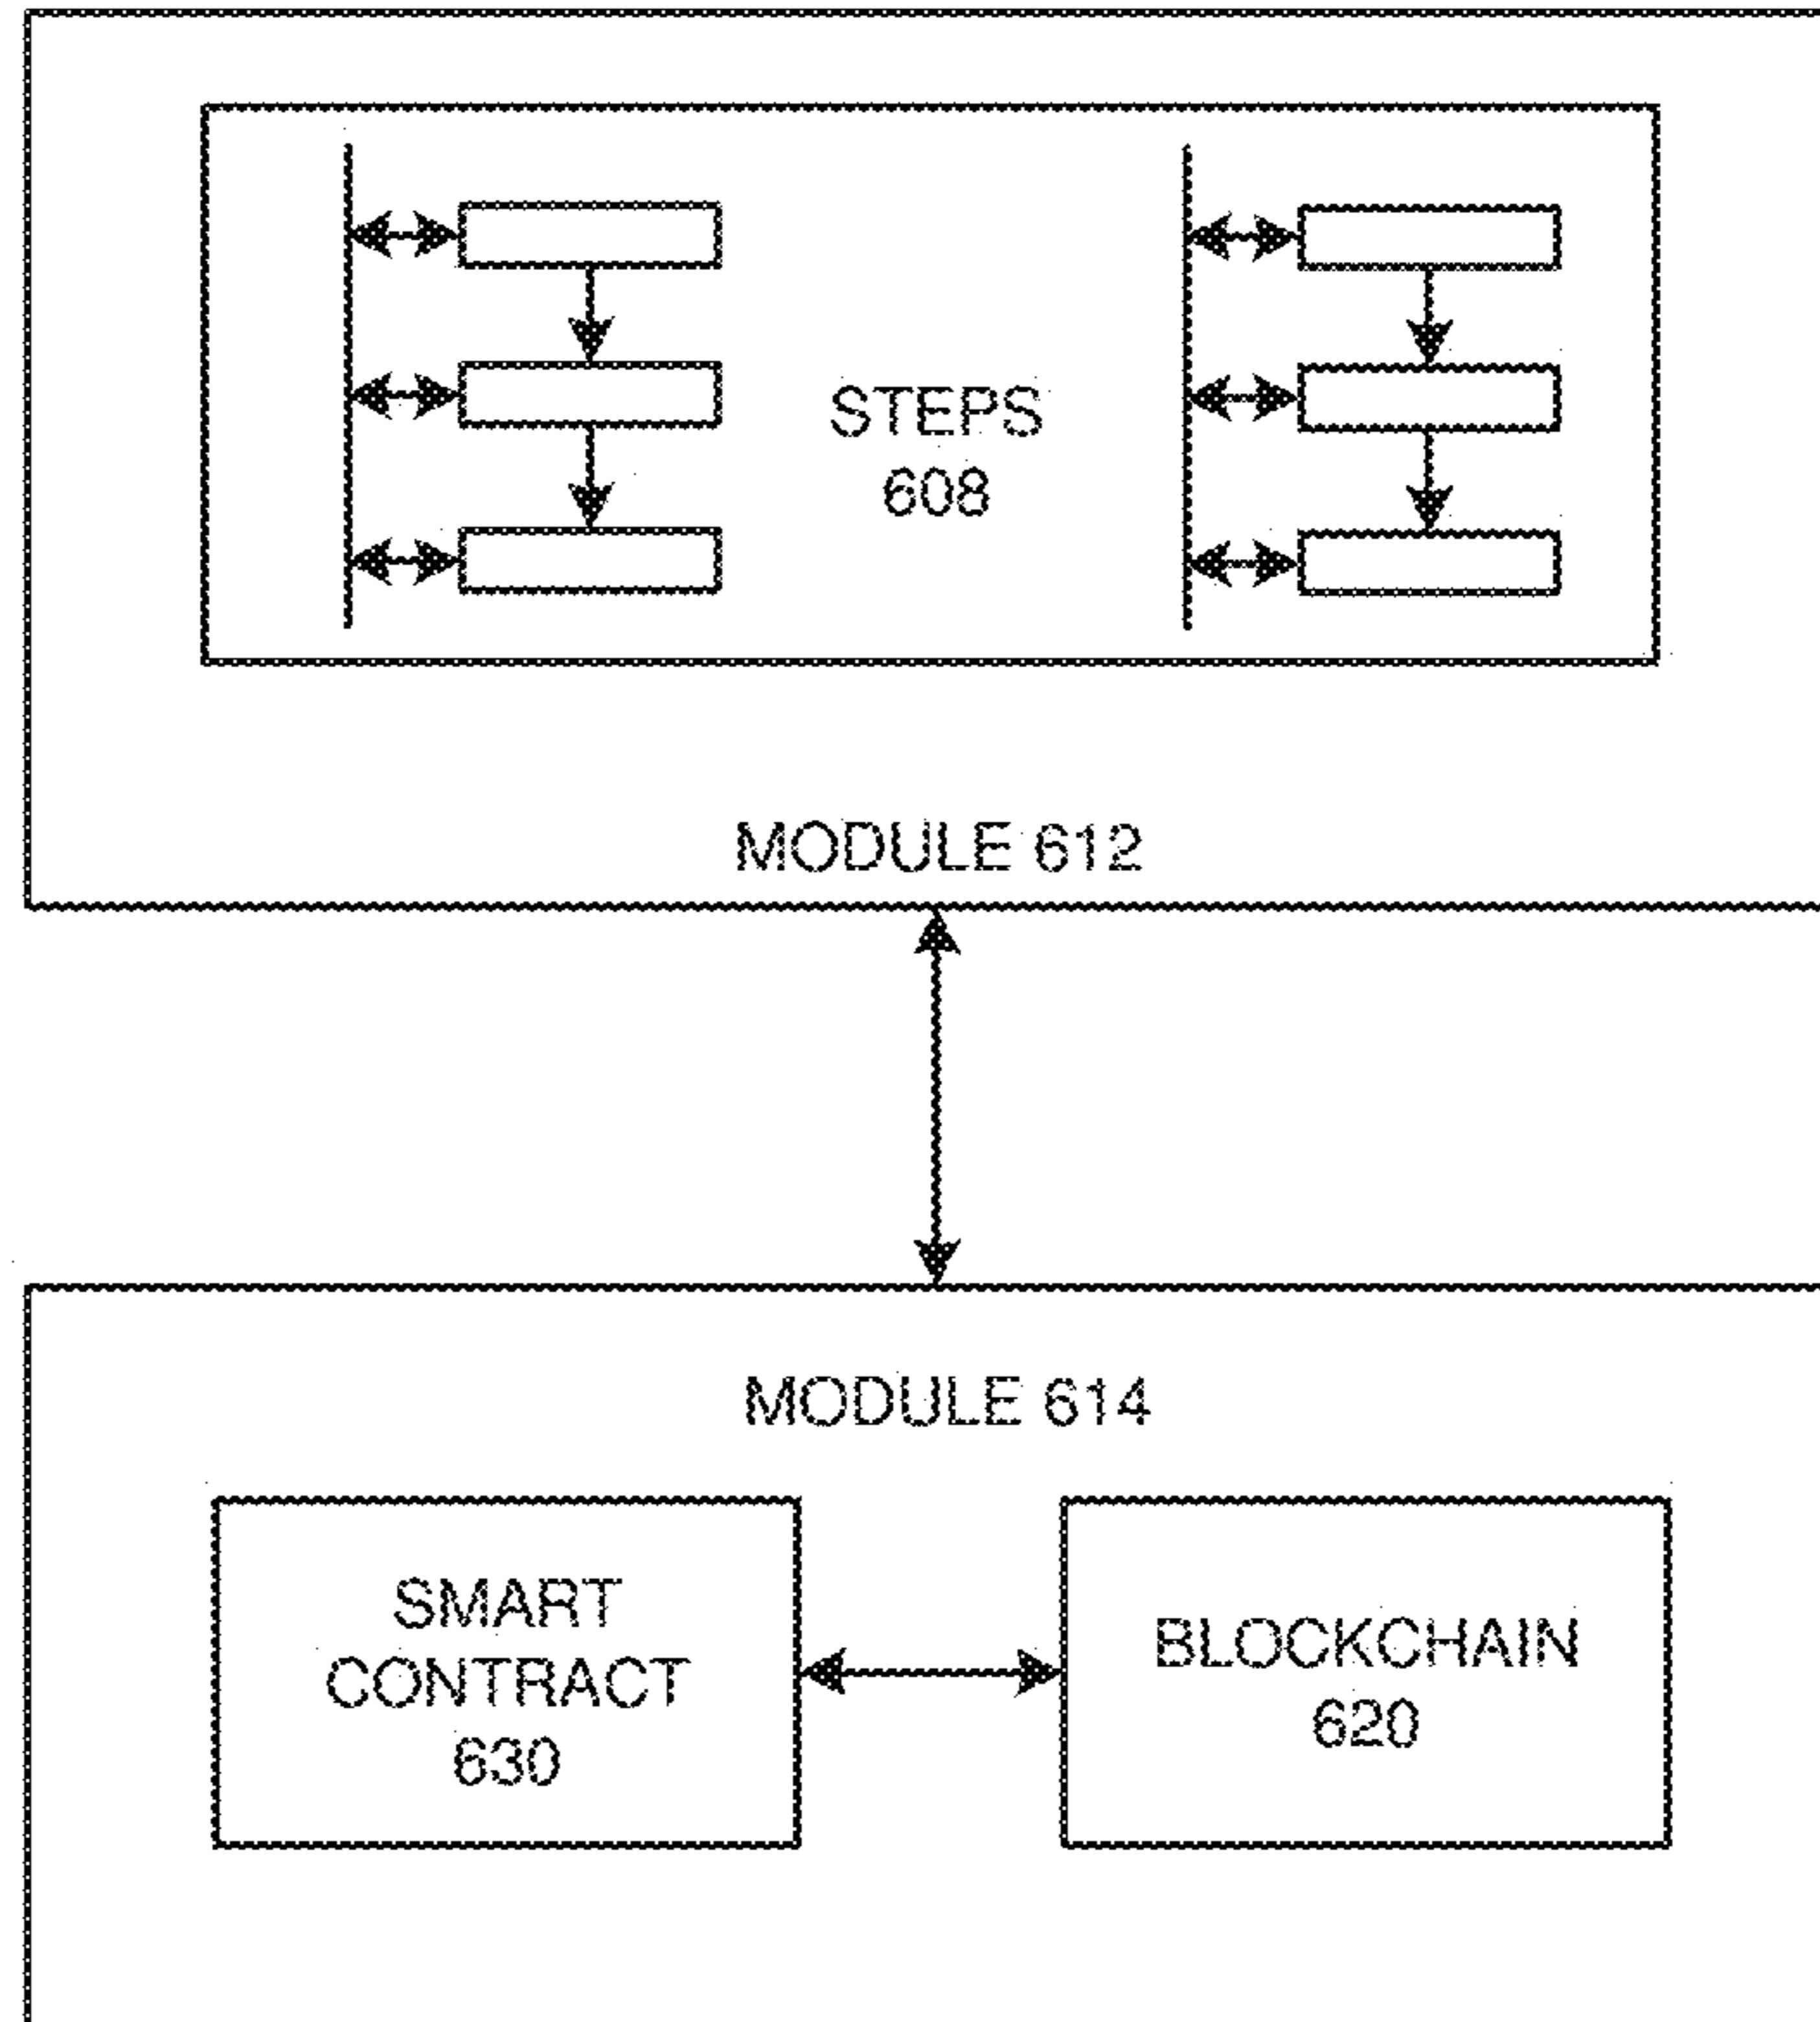 STEPS
608
MODULE 612
MODULE 614
SMART
CONTRACT
630
BLOCKCHAIN
620